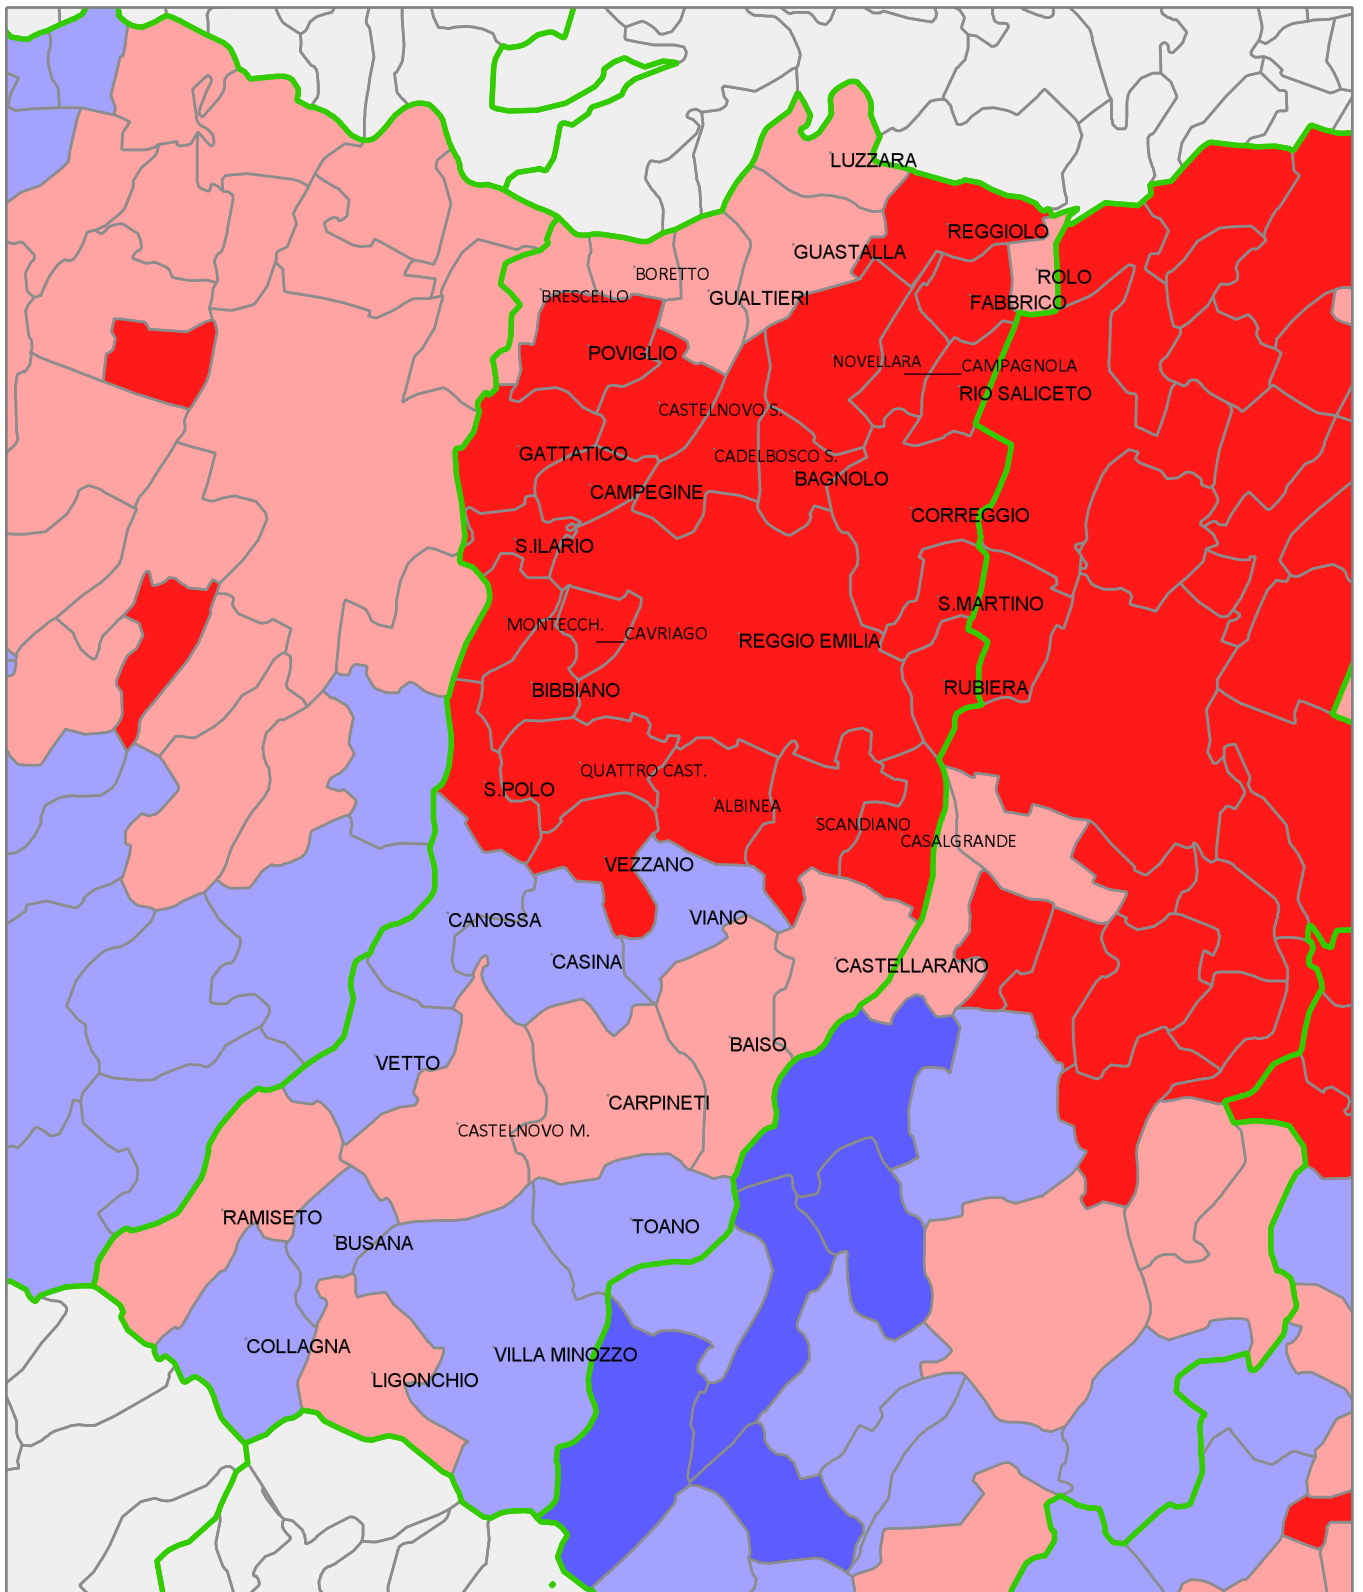 LUZZARA
REGGIOLO
GUASTALLA
BORETTO
ROLO
BRESCELLO
GUALTIERI
FABBRICO
POVIGLIO
NOVELLARA
______CAMPAGNOLA
RIO SALICETO
CASTELNOVO S.
GATTATICO
CADELBOSCO S.
BAGNOLO
CAMPEGINE
CORREGGIO
S.ILARIO
S.MARTINO
MONTECCH.
___CAVRIAGO
REGGIO EMILIA
BIBBIANO
RUBIERA
QUATTRO CAST.
S.POLO
ALBINEA
SCANDIANO
CASALGRANDE
VEZZANO
CANOSSA
VIANO
CASINA
CASTELLARANO
BAISO
VETTO
CARPINETI
CASTELNOVO M.
RAMISETO
TOANO
BUSANA
COLLAGNA
VILLA MINOZZO
LIGONCHIO